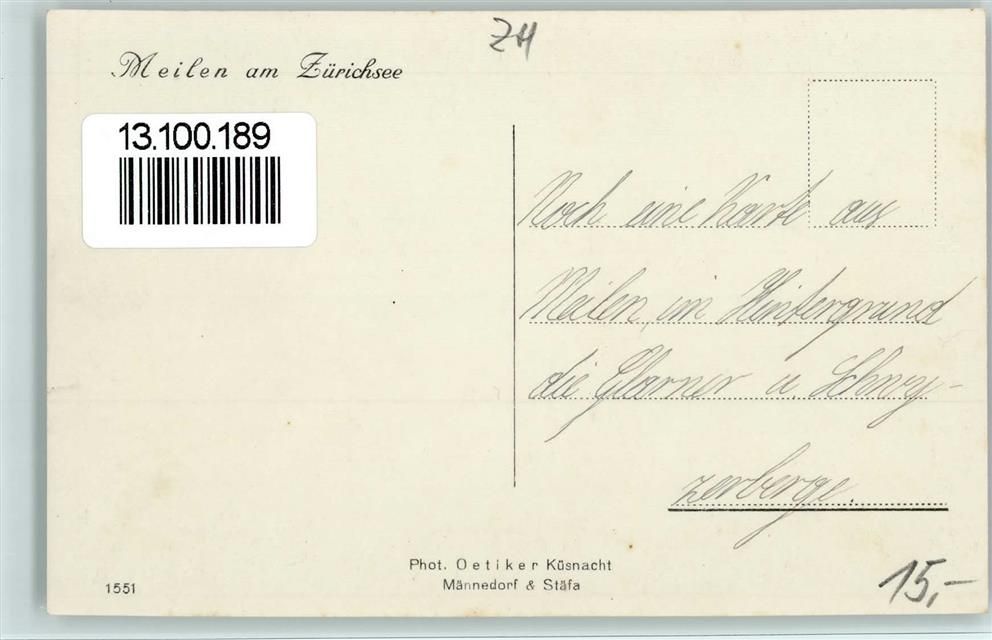 ZH
Meilen am Zürichsee
13.100.189
Noch eine Karte aus
Meilen, im Hintergrund
die Glarner u. Schwy-
zerberge.
Phot. Oetiker Küsnacht
Männedorf & Stäfa
1551
15,-